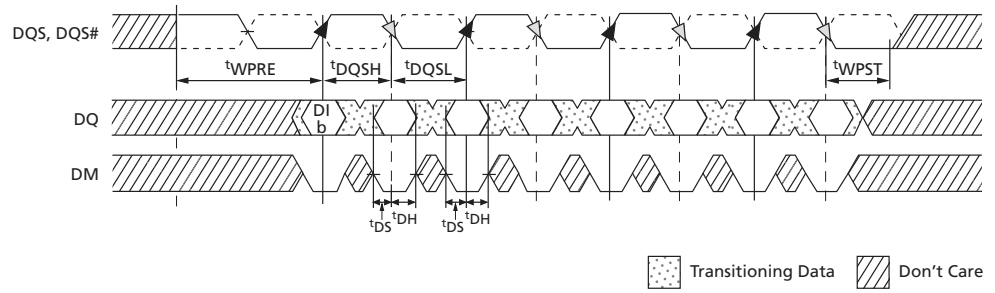 DQS, DQS#
tWPRE tDQSH tDQSL tWPST
DQ
DI
b
DM
tDS tDH tDS tDH
Transitioning Data Don't Care